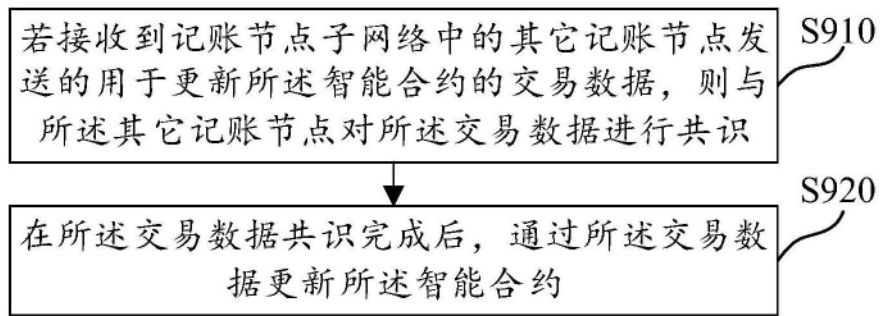 若接收到记账节点子网络中的其它记账节点发
送的用于更新所述智能合约的交易数据，则与
所述其它记账节点对所述交易数据进行共识
S910
在所述交易数据共识完成后，通过所述交易数
据更新所述智能合约
S920